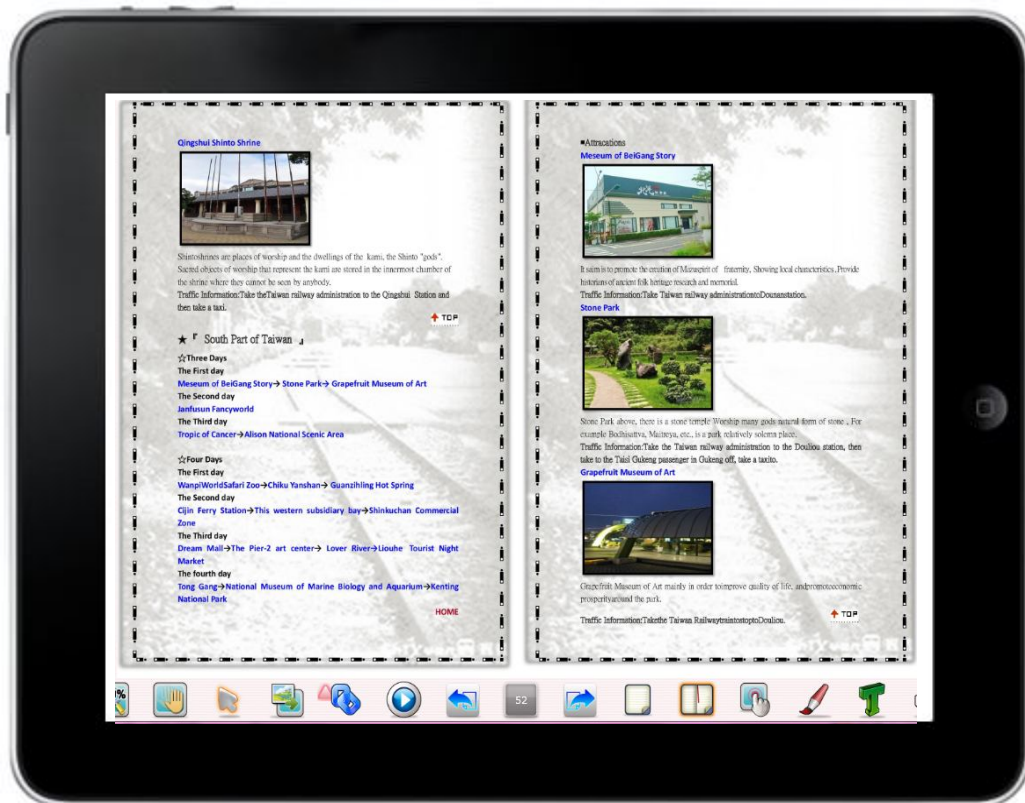 Qingshui Shinto Shrine
Shintoshrines are places of worship and the dwellings of the kami, the Shinto "gods".
Sacred objects of worship that represent the kami are stored in the innermost chamber of
the shrine where they cannot be seen by anybody.
Traffic Information:Take theTaiwan railway administration to the Qingshui Station and
then take a taxi.
TOP
★『 South Part of Taiwan 』
☆Three Days
The First day
Meseum of BeiGang Story→ Stone Park→ Grapefruit Museum of Art
The Second day
Janfusun Fancyworld
The Third day
Tropic of Cancer→Alison National Scenic Area
☆Four Days
The First day
WanpiWorldSafari Zoo→Chiku Yanshan→ Guanzihling Hot Spring
The Second day
Cijin Ferry Station→This western subsidiary bay→Shinkuchan Commercial
Zone
The Third day
Dream Mall→The Pier-2 art center→ Lover River→Liouhe Tourist Night
Market
The fourth day
Tong Gang→National Museum of Marine Biology and Aquarium→Kenting
National Park
HOME
■Attracations
Meseum of BeiGang Story
It saim is to promote the creation of Mazuspirit of fraternity, Showing local characteristics. Provide
historians of ancient folk heritage research and memorial.
Traffic Information:Take Taiwan railway administrationtoDounanstation.
Stone Park
Stone Park above, there is a stone temple Worship many gods natural form of stone . For
example Bodhisattva, Maitreya, etc., is a park relatively solemn place.
Traffic Information:Take the Taiwan railway administration to the Douliou station, then
take to the Taisi Gukeng passenger in Gukeng off, take a taxito.
Grapefruit Museum of Art
Grapefruit Museum of Art mainly in order toimprove quality of life, andpromoteeconomic
prosperityaround the park.
TOP
Traffic Information:Takethe Taiwan RailwaytraintostoptoDouliou.
52